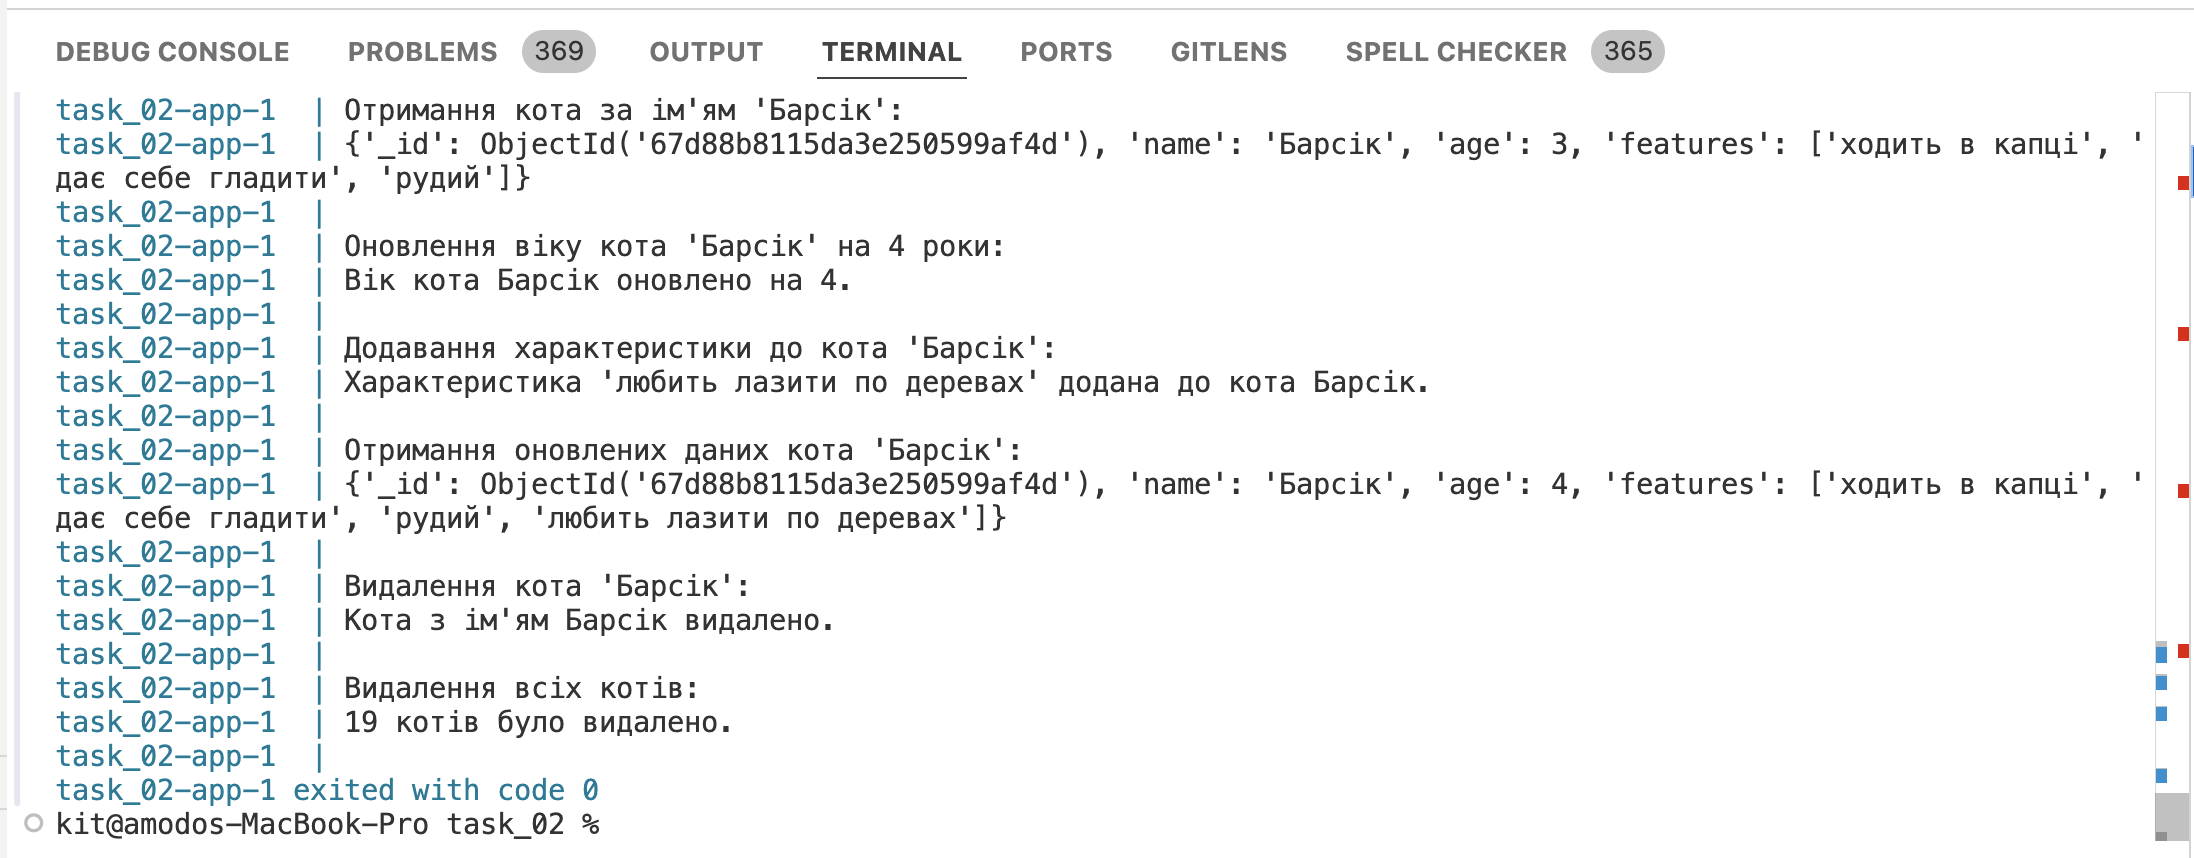 DEBUG CONSOLE PROBLEMS 369 OUTPUT TERMINAL PORTS GITLENS SPELL CHECKER 365
task_02-app-1 | Отримання кота за ім'ям 'Барсік':
task_02-app-1 | {'_id': ObjectId('67d88b8115da3e250599af4d'), 'name': 'Барсік', 'age': 3, 'features': ['ходить в капці', '
дає себе гладити', 'рудий']}
task_02-app-1 |
task_02-app-1 | Оновлення віку кота 'Барсік' на 4 роки:
task_02-app-1 | Вік кота Барсік оновлено на 4.
task_02-app-1 |
task_02-app-1 | Додавання характеристики до кота 'Барсік':
task_02-app-1 | Характеристика 'любить лазити по деревах' додана до кота Барсік.
task_02-app-1 |
task_02-app-1 | Отримання оновлених даних кота 'Барсік':
task_02-app-1 | {'_id': ObjectId('67d88b8115da3e250599af4d'), 'name': 'Барсік', 'age': 4, 'features': ['ходить в капці', '
дає себе гладити', 'рудий', 'любить лазити по деревах']}
task_02-app-1 |
task_02-app-1 | Видалення кота 'Барсік':
task_02-app-1 | Кота з ім'ям Барсік видалено.
task_02-app-1 |
task_02-app-1 | Видалення всіх котів:
task_02-app-1 | 19 котів було видалено.
task_02-app-1 |
task_02-app-1 exited with code 0
kit@amodos-MacBook-Pro task_02 %